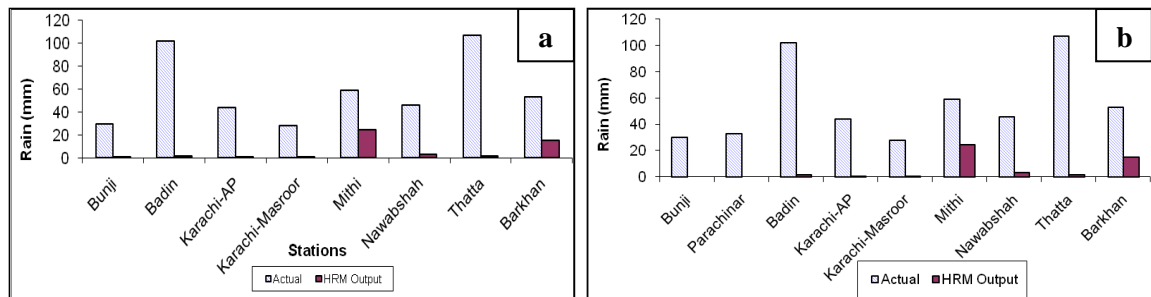 a
Rain (mm)
120
100
80
60
40
20
0
Bunji
Badin
Karachi-AP
Karachi-Masroor
Mithi
Nawabshah
Thatta
Barkhan
Stations
Actual
HRM Output
b
Rain (mm)
120
100
80
60
40
20
0
Bunji
Parachinar
Badin
Karachi-AP
Karachi-Masroor
Mithi
Nawabshah
Thatta
Barkhan
Actual
HRM Output